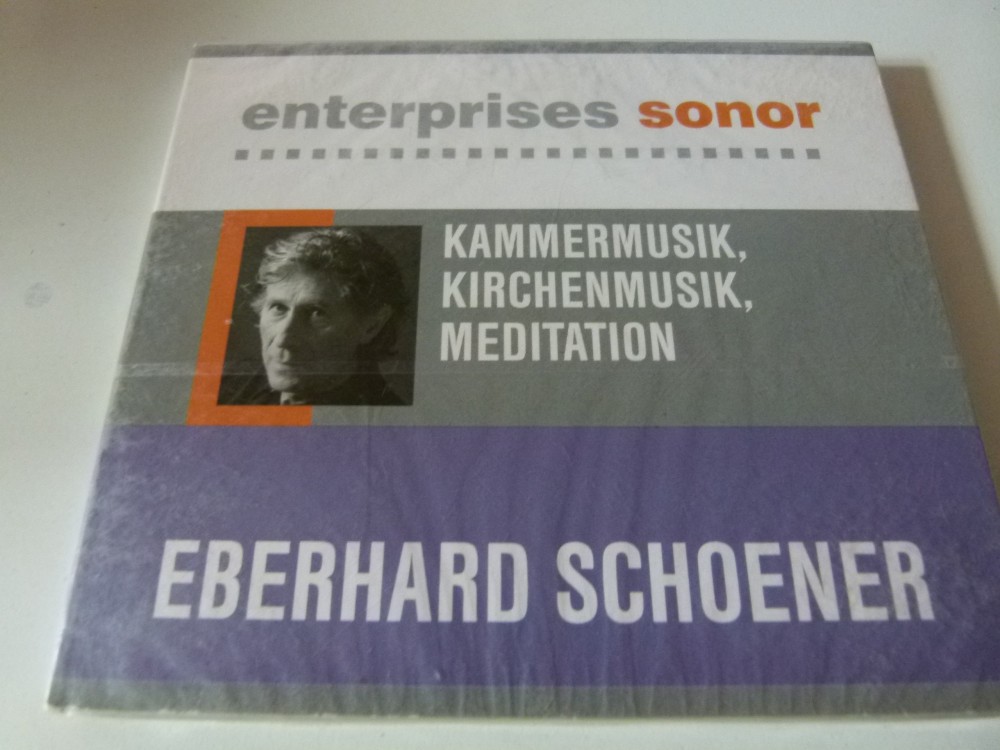 enterprises sonor
KAMMERMUSIK,
KIRCHENMUSIK,
MEDITATION
EBERHARD SCHOENER